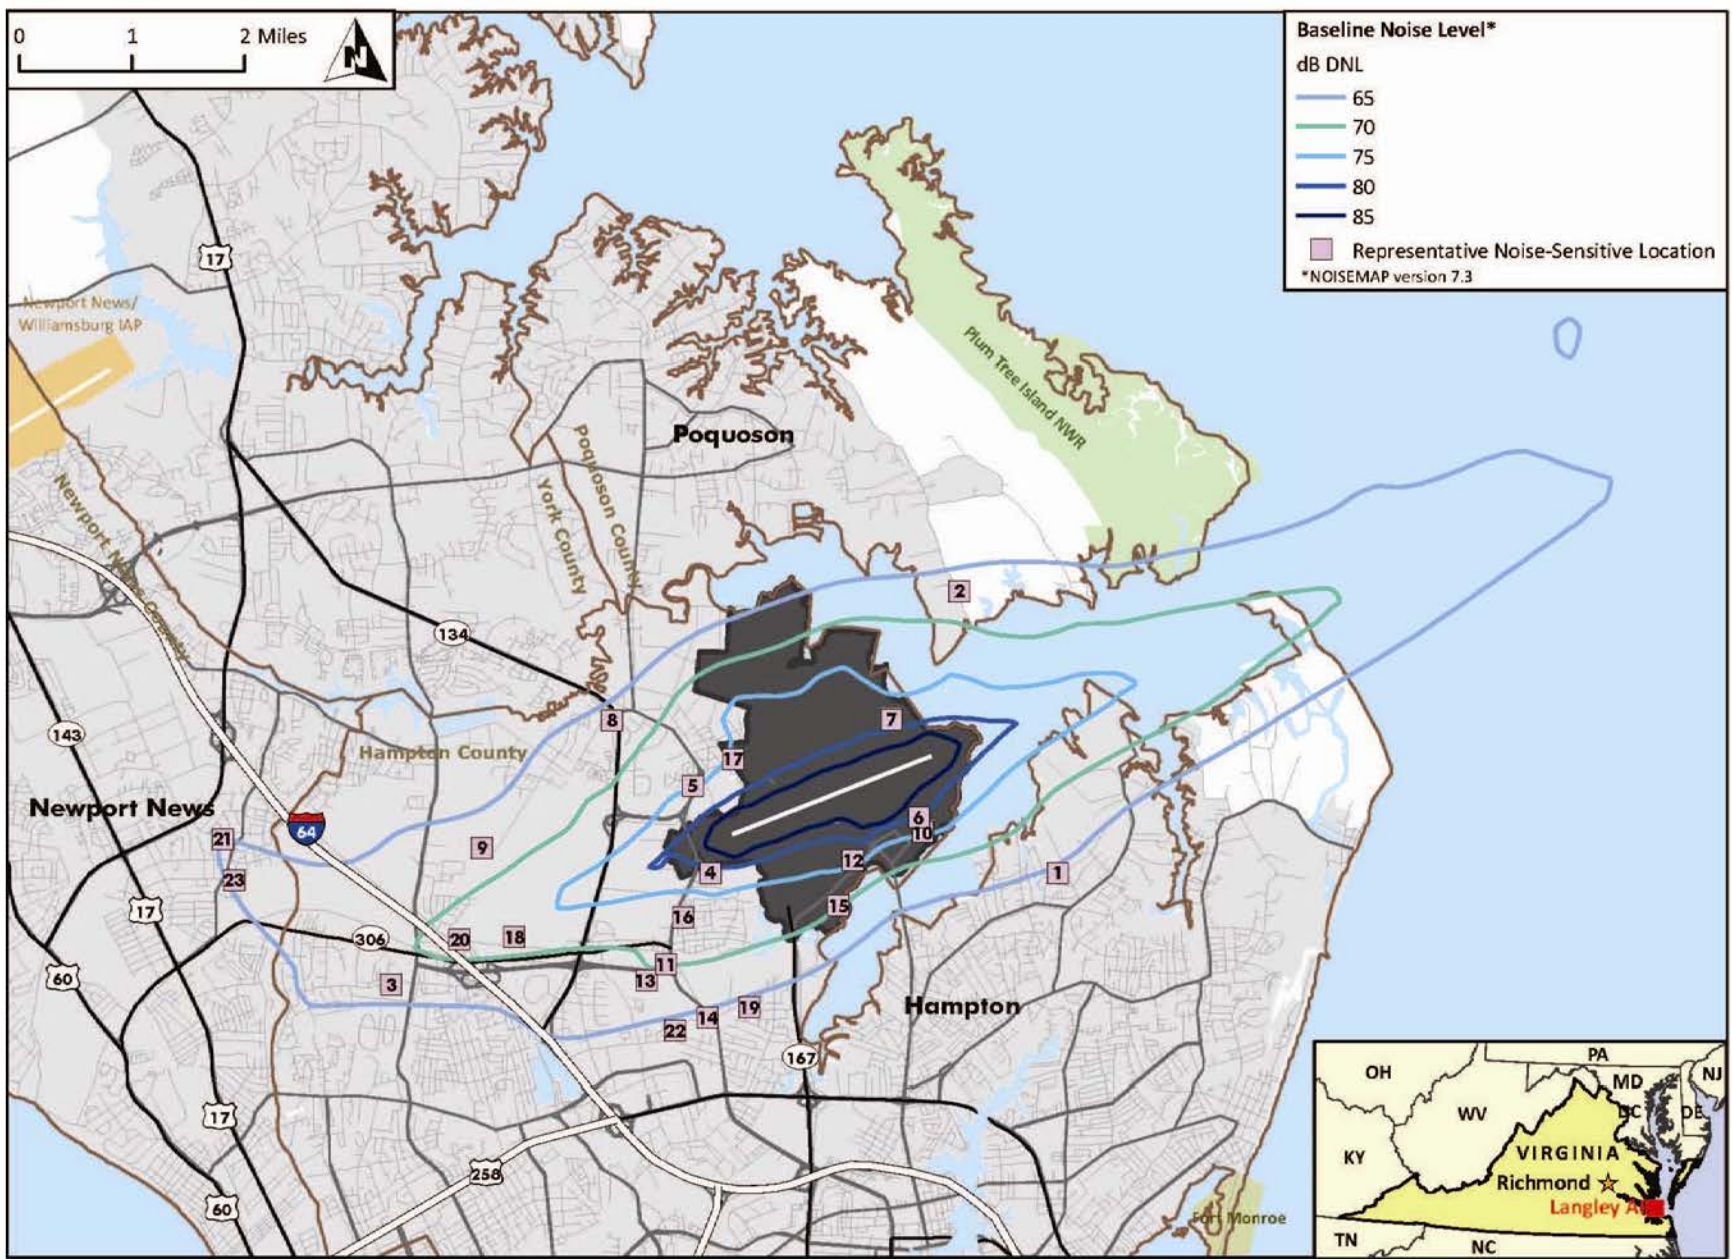 0 1 2 Miles
N
Baseline Noise Level*
dB DNL
65
70
75
80
85
Representative Noise-Sensitive Location
*NOISEMAP version 7.3
17
Newport News/
Williamsburg IAP
Plum Tree Island NWR
Poquoson
Poquoson County
York County
Newport News County
2
134
8
7
143
Hampton County
17
5
Newport News
64
21
9
6
10
12
4
1
23
17
15
16
306
20
18
11
13
3
60
Hampton
19
14
22
167
17
258
60
Fort Monroe
PA
OH
MD
NJ
WV
DC
DE
KY
VIRGINIA
Richmond
Langley A
TN
NC